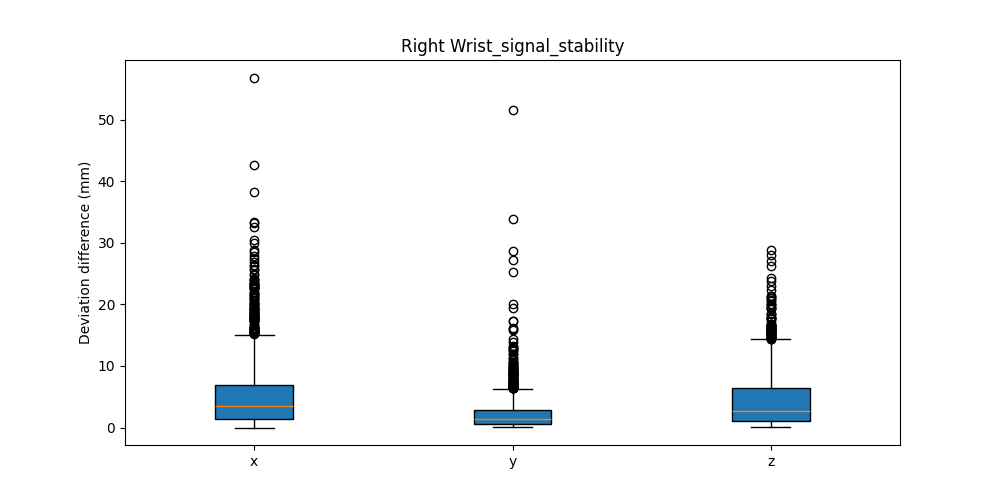 Right Wrist_signal_stability
Deviation difference (mm)
50
40
30
20
10
0
x
y
z